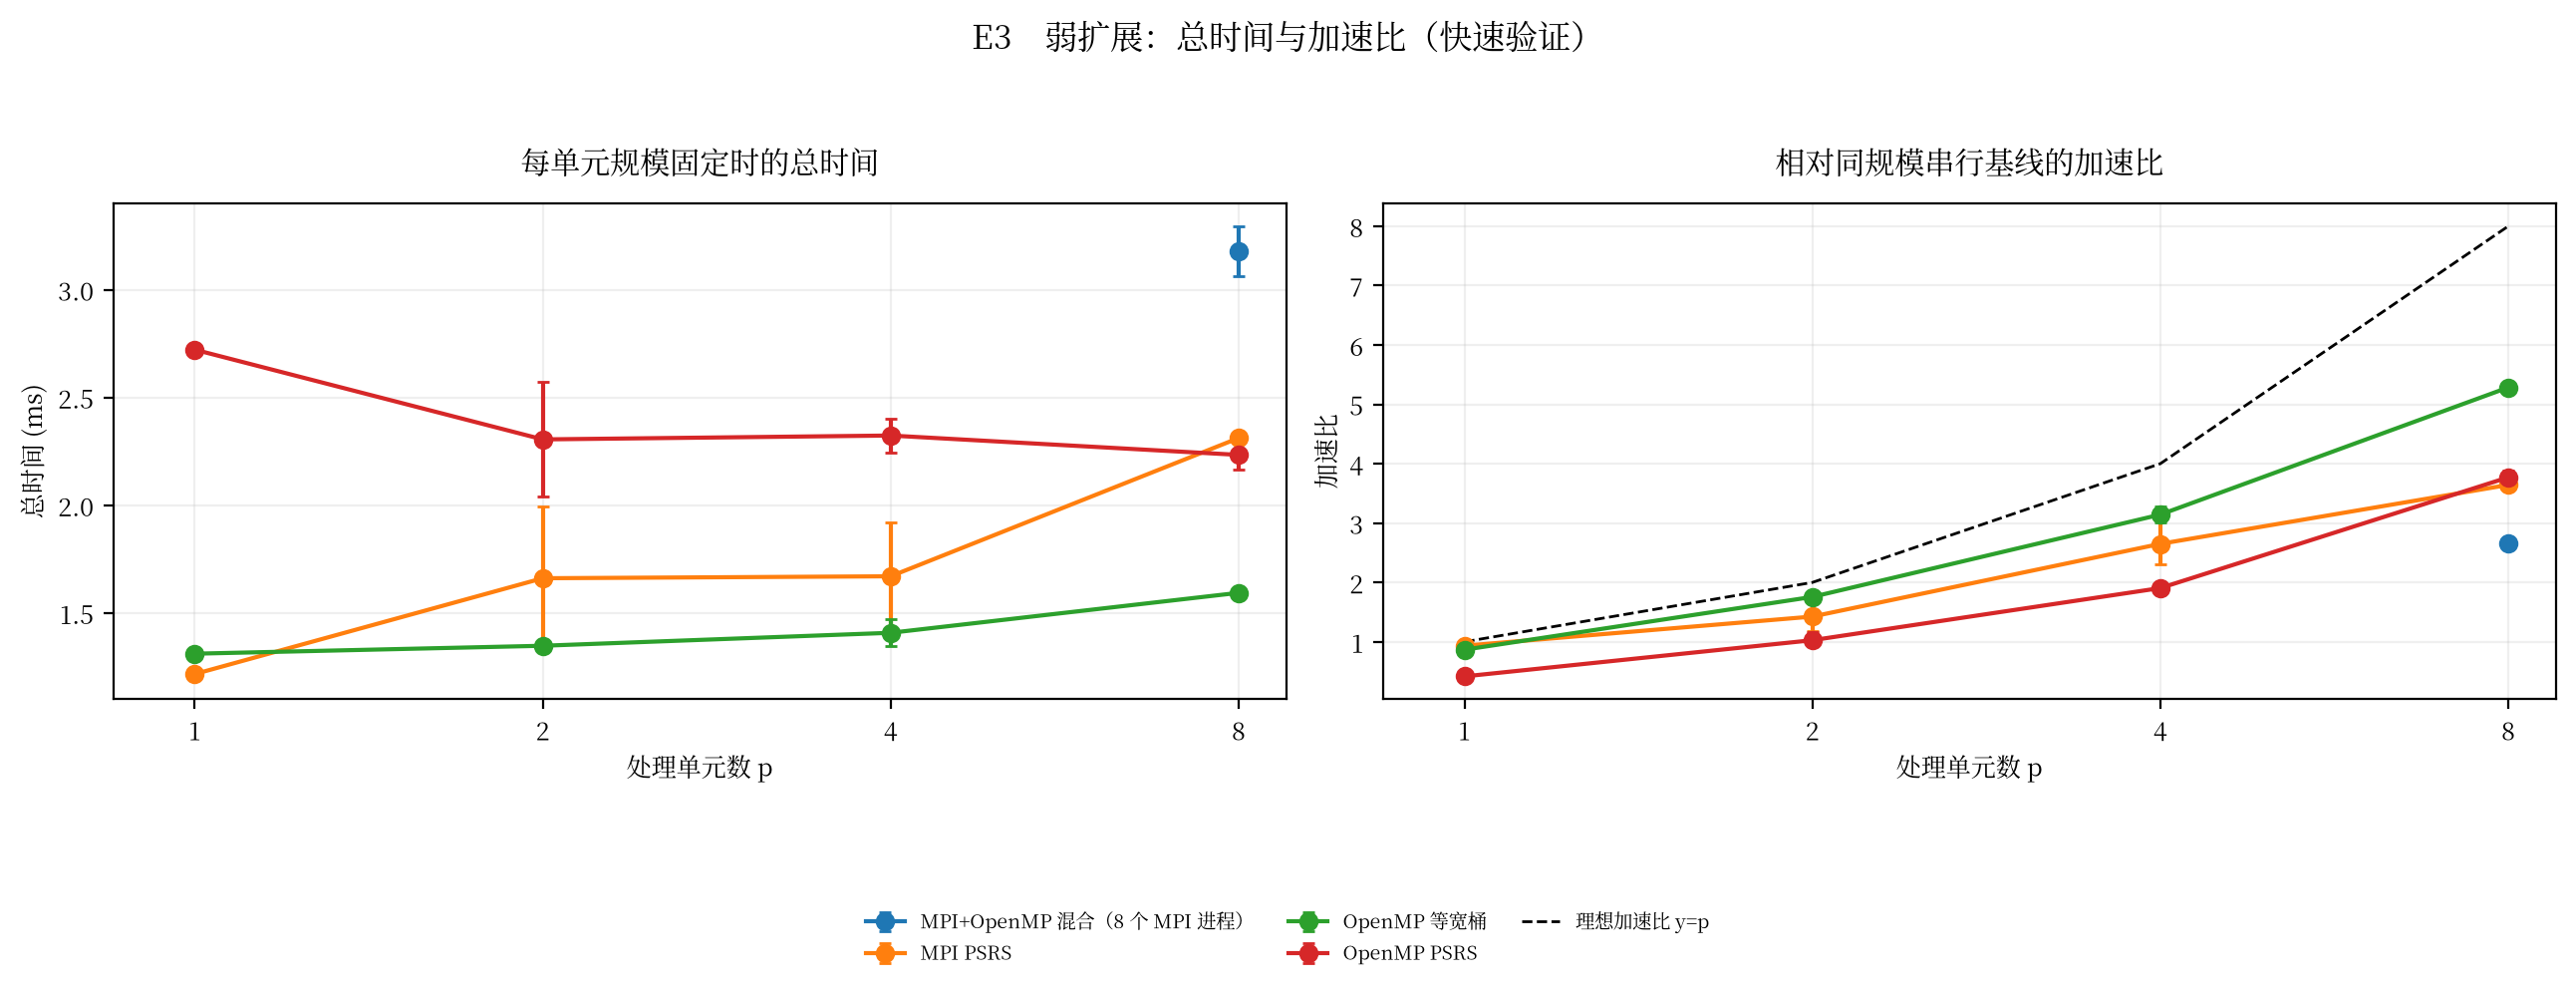 E3　弱扩展：总时间与加速比（快速验证）
每单元规模固定时的总时间
总时间 (ms)
3.0
2.5
2.0
1.5
1 2 4 8
处理单元数 p
相对同规模串行基线的加速比
加速比
8
7
6
5
4
3
2
1
1 2 4 8
处理单元数 p
MPI+OpenMP 混合（8 个 MPI 进程）
MPI PSRS
OpenMP 等宽桶
OpenMP PSRS
理想加速比 y=p